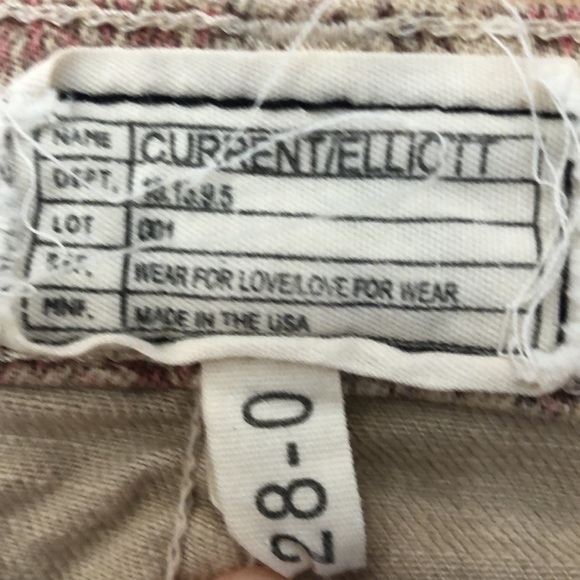 NAME CURRENT/ELLIOTT
DEPT.
LOT 001
WEAR FOR LOVE/LOVE FOR WEAR
MNF. MADE IN THE USA
28-0